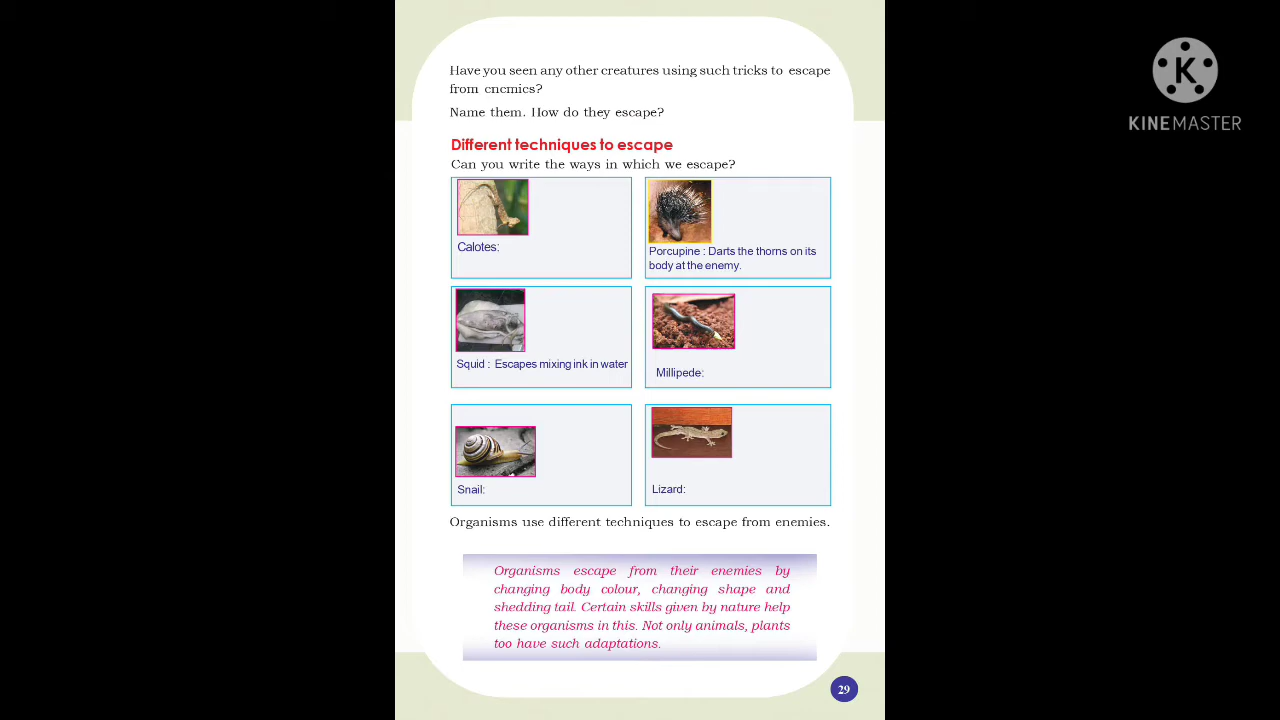 Have you seen any other creatures using such tricks to escape
from cncmics?
Name them. How do they escape?
Different techniques to escape
Can you write the ways in which we escape?
Calotes:
Porcupine : Darts the thorns on its
body at the enemy.
Squid : Escapes mixing ink in water
Millipede:
Snail:
Lizard:
Organisms use different techniques to escape from enemies.
Organisms escape from their enemies by
changing body colour, changing shape and
shedding tail. Certain skills given by nature help
these organisms in this. Not only animals, plants
too have such adaptations.
29
K
KINEMASTER